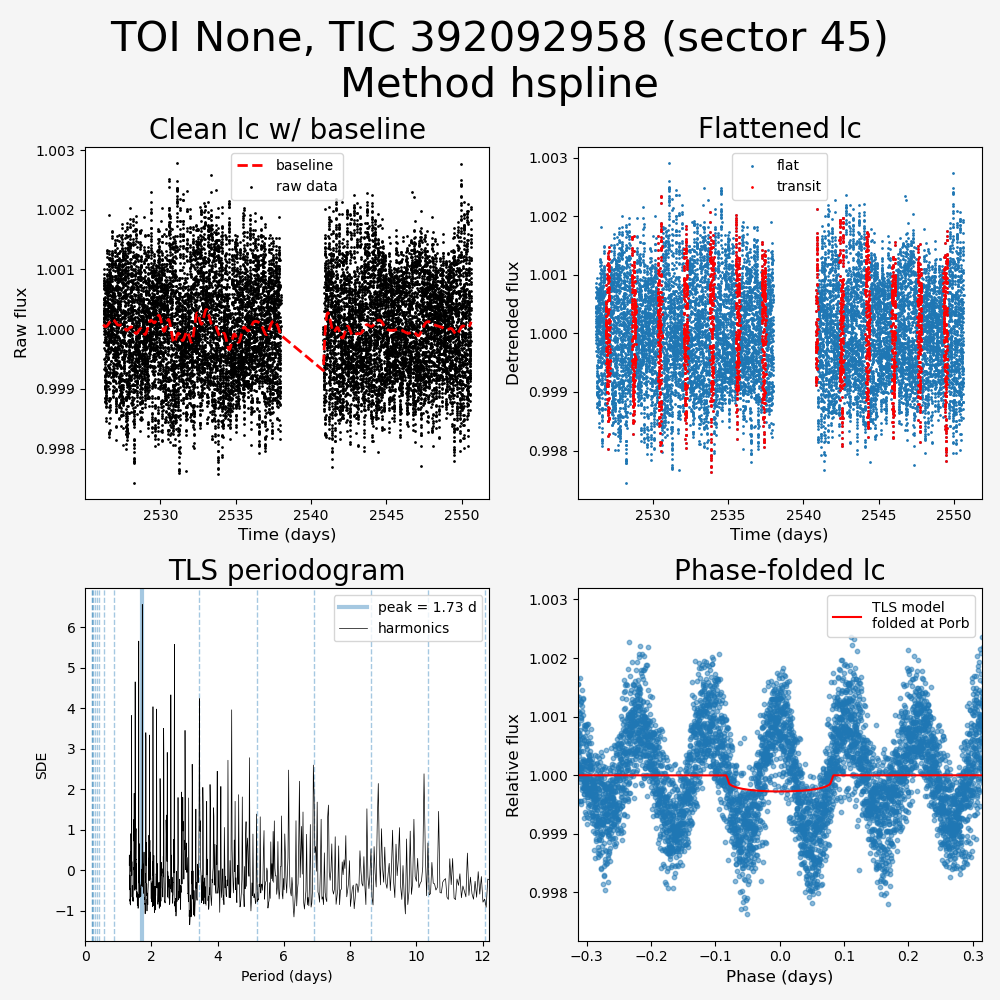 TOI None, TIC 392092958 (sector 45)
Method hspline
Clean lc w/ baseline
Flattened lc
1.003
1.002
1.001
1.000
0.999
0.998
Raw flux
baseline
raw data
2530
2535
2540
2545
2550
Time (days)
1.003
1.002
1.001
1.000
0.999
0.998
Detrended flux
flat
transit
2530
2535
2540
2545
2550
Time (days)
TLS periodogram
Phase-folded lc
6
5
4
3
2
1
0
−1
SDE
peak = 1.73 d
harmonics
0
2
4
6
8
10
12
Period (days)
1.003
1.002
1.001
1.000
0.999
0.998
Relative flux
TLS model
folded at Porb
−0.3
−0.2
−0.1
0.0
0.1
0.2
0.3
Phase (days)